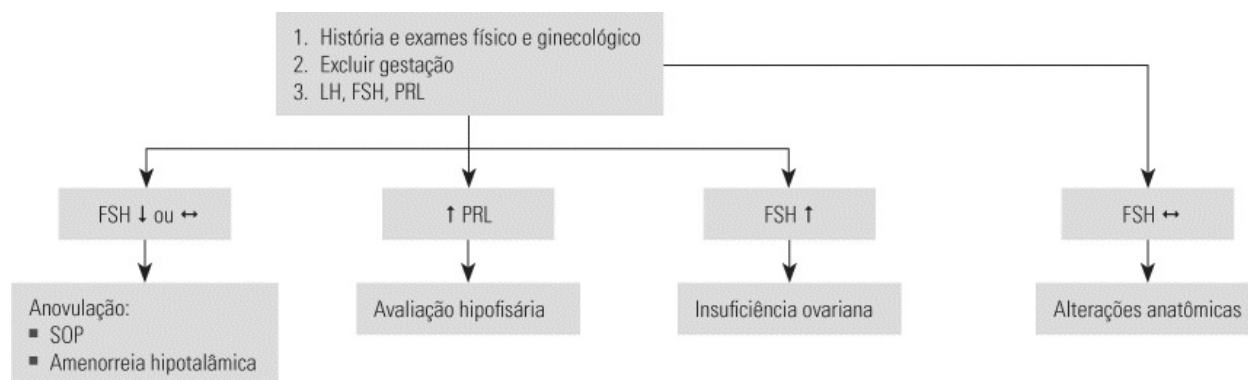 1. História e exames físico e ginecológico
2. Excluir gestação
3. LH, FSH, PRL
FSH ↓ ou ↔
↑ PRL
FSH ↑
FSH ↔
Anovulação:
▪ SOP
▪ Amenorreia hipotalâmica
Avaliação hipofisária
Insuficiência ovariana
Alterações anatômicas